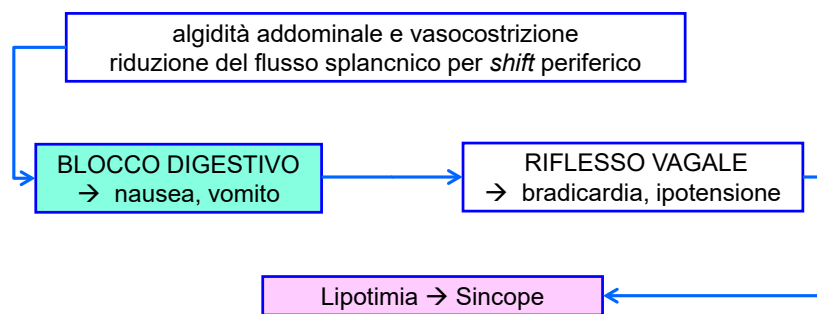 algidità addominale e vasocostrizione
riduzione del flusso splancnico per shift periferico
BLOCCO DIGESTIVO
→ nausea, vomito
RIFLESSO VAGALE
→ bradicardia, ipotensione
Lipotimia → Sincope